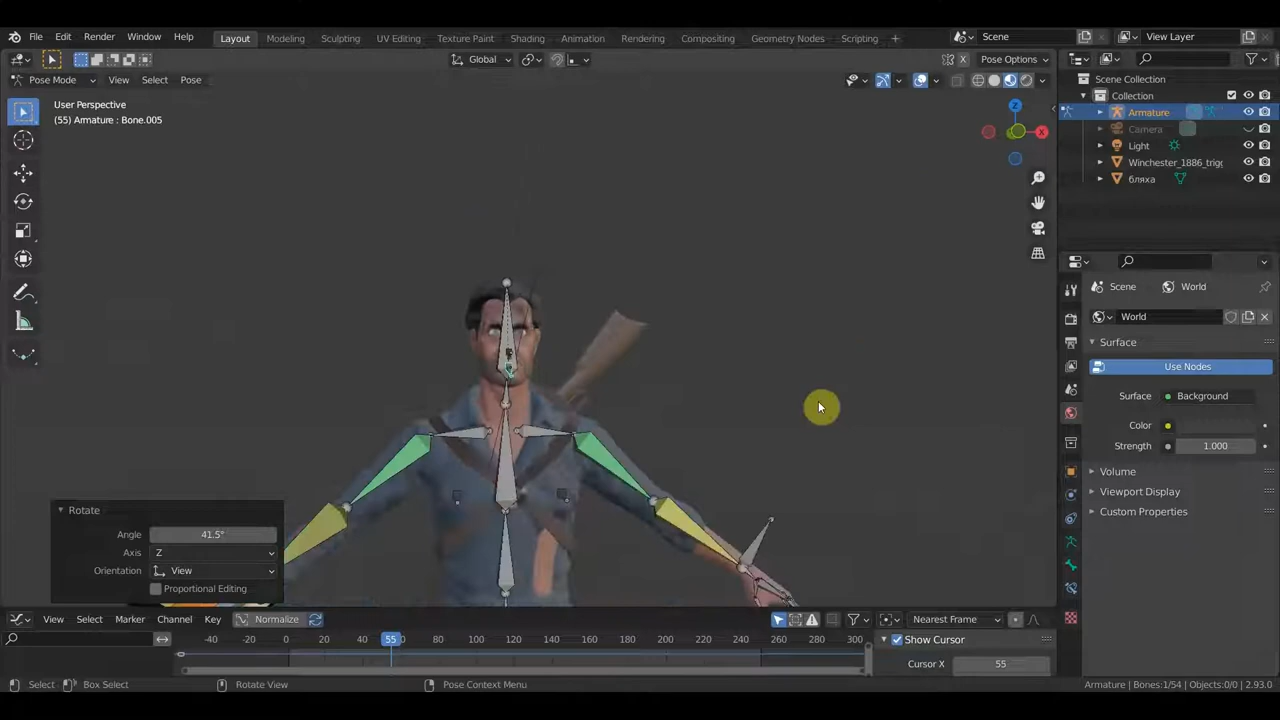 File Edit Render Window Help Layout Modeling Sculpting UV Editing Texture Paint Shading Animation Rendering Compositing Geometry Nodes Scripting + Scene View Layer
Global Pose Options
Pose Mode View Select Pose
User Perspective
(55) Armature : Bone.005
Z
X
Rotate
Angle 41.5°
Axis Z
Orientation View
Proportional Editing
Scene Collection
Collection
Armature
Camera
Light
Winchester_1886_trigg
бляха
Scene World
World
Surface
Use Nodes
Surface Background
Color
Strength 1.000
Volume
Viewport Display
Custom Properties
View Select Marker Channel Key Normalize Nearest Frame
-40 0 20 40 55 80 100 120 140 160 180 200 220 240 260 280 300
Show Cursor
Cursor X 55
Select Box Select Rotate View Pose Context Menu Armature | Bones:1/54 | Objects:0/0 | 2.93.0